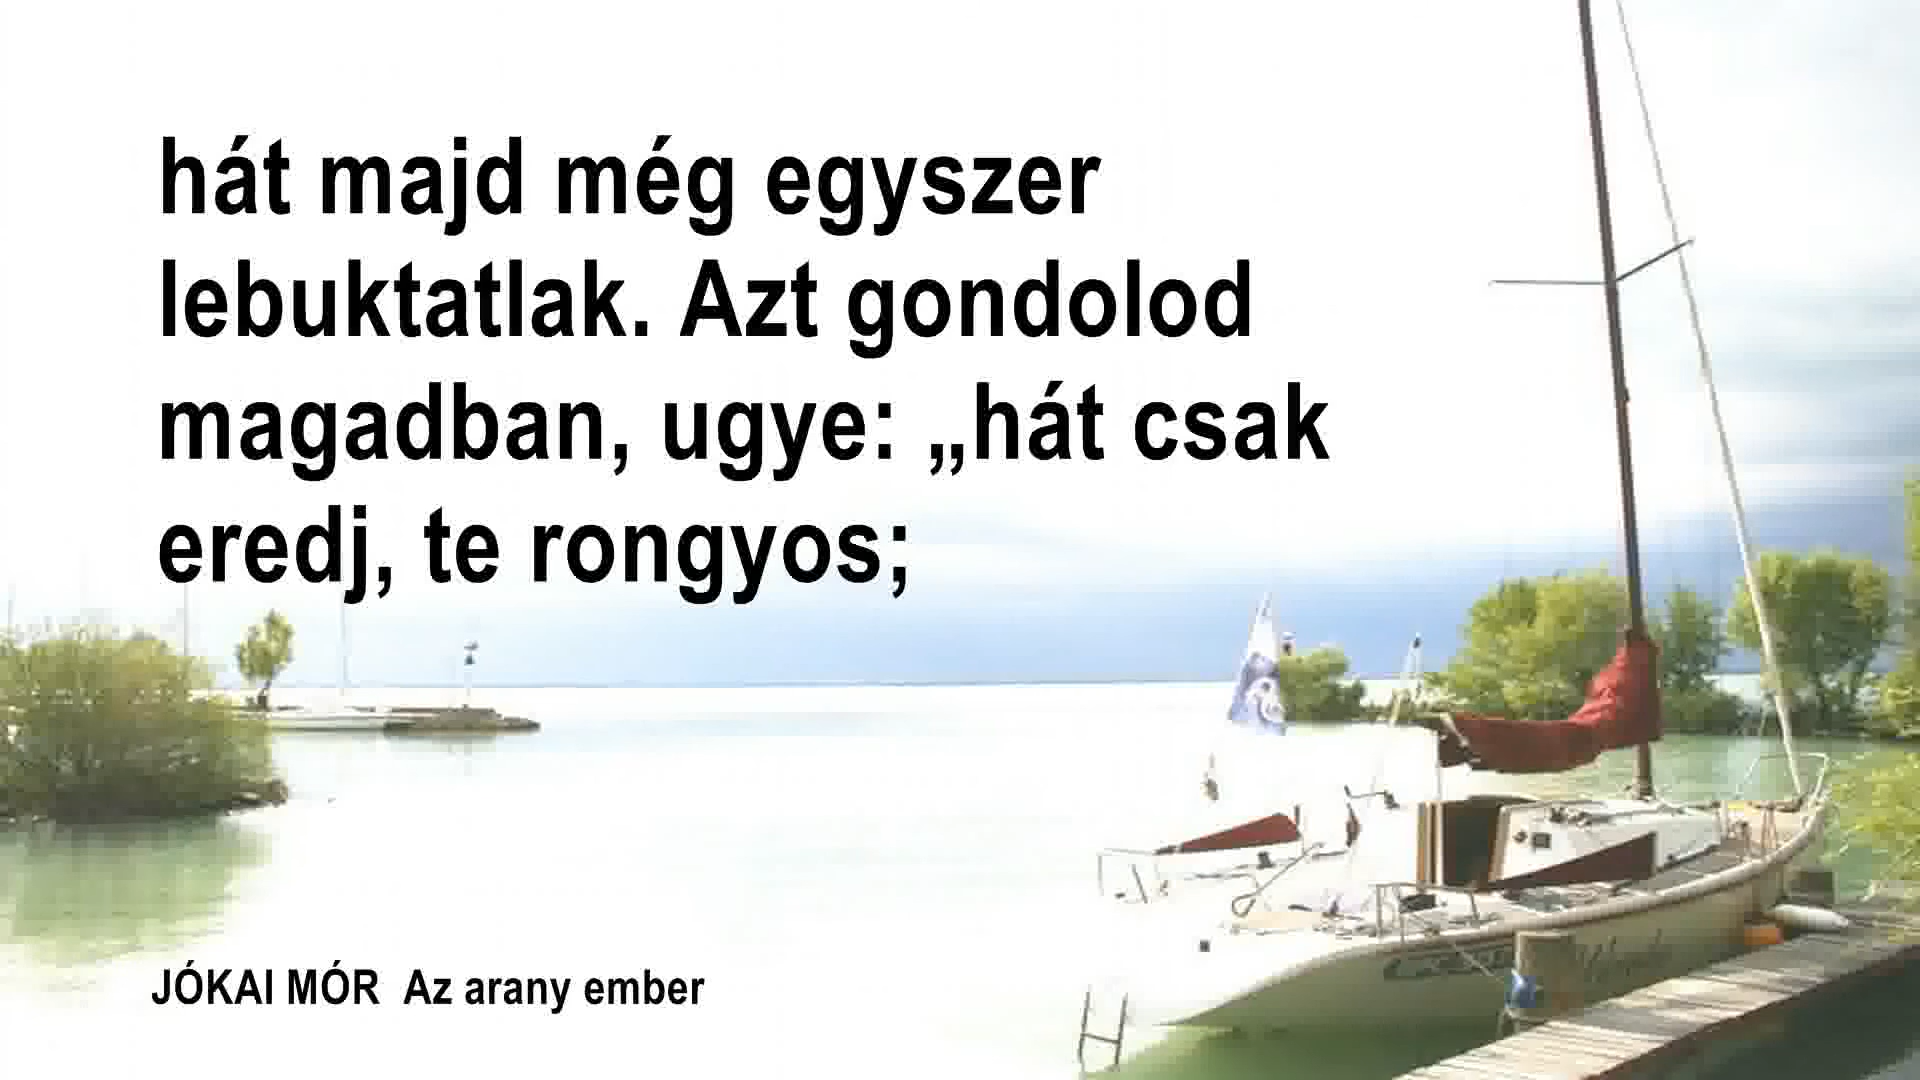 hát majd még egyszer
lebuktatlak. Azt gondolod
magadban, ugye: „hát csak
eredj, te rongyos;
JÓKAI MÓR Az arany ember